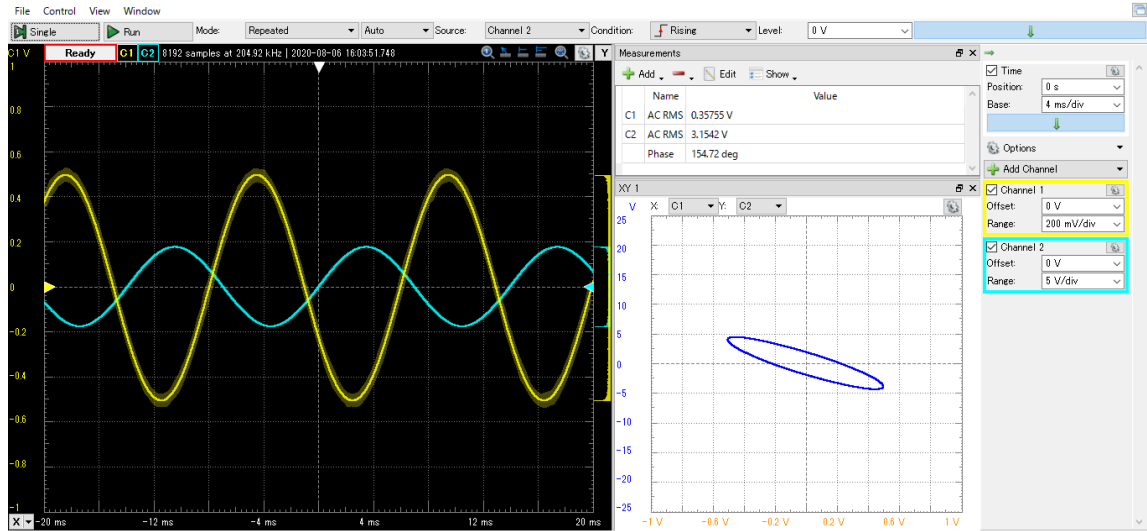 File Control View Window
Single Run Mode: Repeated Auto Source: Channel 2 Condition: Rising Level: 0 V
C1 V Ready C1 C2 8192 samples at 204.92 kHz | 2020-08-06 16:03:51.748 Y
1
0.8
0.6
0.4
0.2
0
-0.2
-0.4
-0.6
-0.8
-1
X -20 ms -12 ms -4 ms 4 ms 12 ms 20 ms
Measurements
Add Edit Show
Name Value
C1 AC RMS 0.35755 V
C2 AC RMS 3.1542 V
Phase 154.72 deg
XY 1
V X: C1 Y: C2
25
20
15
10
5
0
-5
-10
-15
-20
-25
-1 V -0.6 V -0.2 V 0.2 V 0.6 V 1 V
Time
Position: 0 s
Base: 4 ms/div
Options
Add Channel
Channel 1
Offset: 0 V
Range: 200 mV/div
Channel 2
Offset: 0 V
Range: 5 V/div